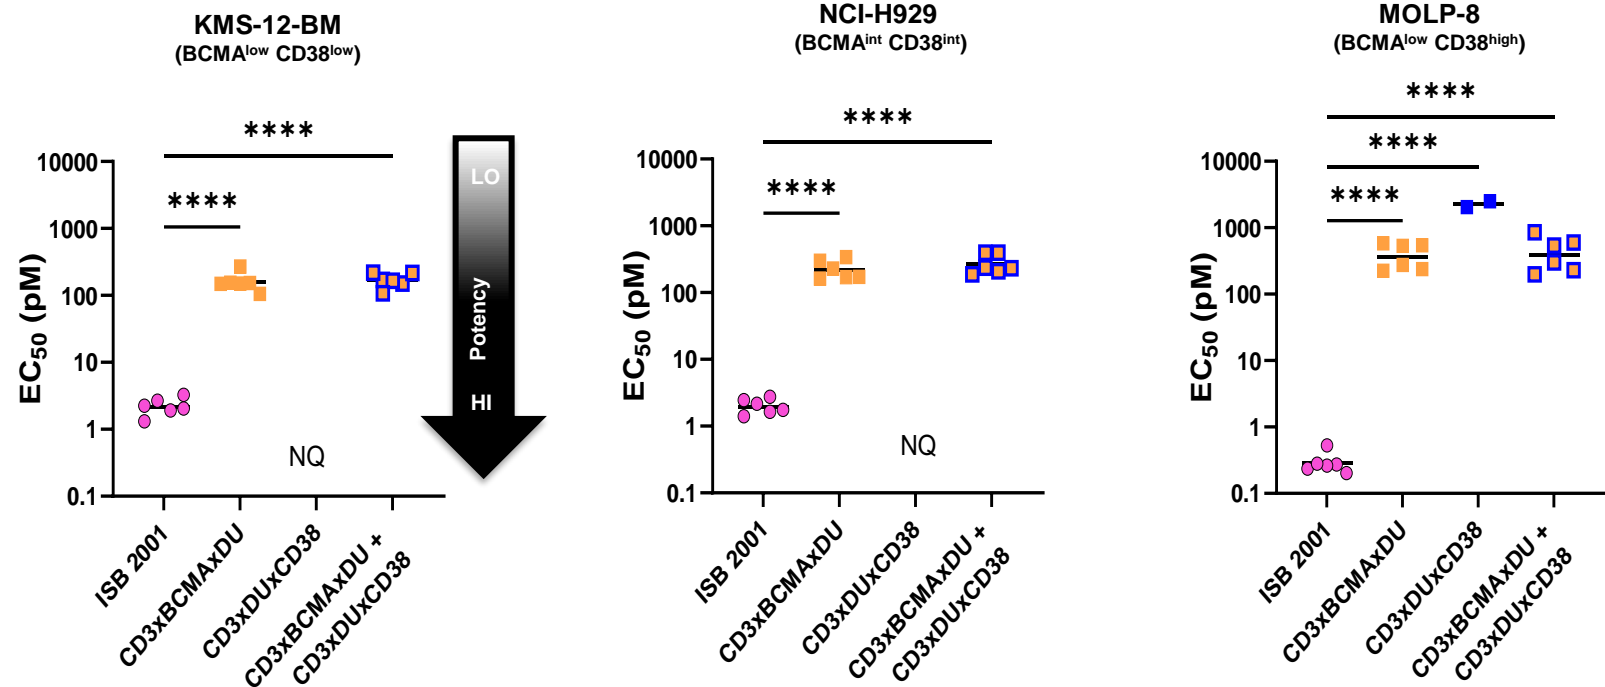 KMS-12-BM
(BCMAˡᵒʷ CD38ˡᵒʷ)
****
****
EC₅₀ (pM)
10000
1000
100
10
1
0.1
NQ
ISB 2001
CD3xBCMAxDU
CD3xDUxCD38
CD3xBCMAxDU +
CD3xDUxCD38
LO
Potency
HI
NCI-H929
(BCMAⁱⁿᵗ CD38ⁱⁿᵗ)
****
****
EC₅₀ (pM)
10000
1000
100
10
1
0.1
NQ
ISB 2001
CD3xBCMAxDU
CD3xDUxCD38
CD3xBCMAxDU +
CD3xDUxCD38
MOLP-8
(BCMAˡᵒʷ CD38ʰⁱᵍʰ)
****
****
****
EC₅₀ (pM)
10000
1000
100
10
1
0.1
ISB 2001
CD3xBCMAxDU
CD3xDUxCD38
CD3xBCMAxDU +
CD3xDUxCD38